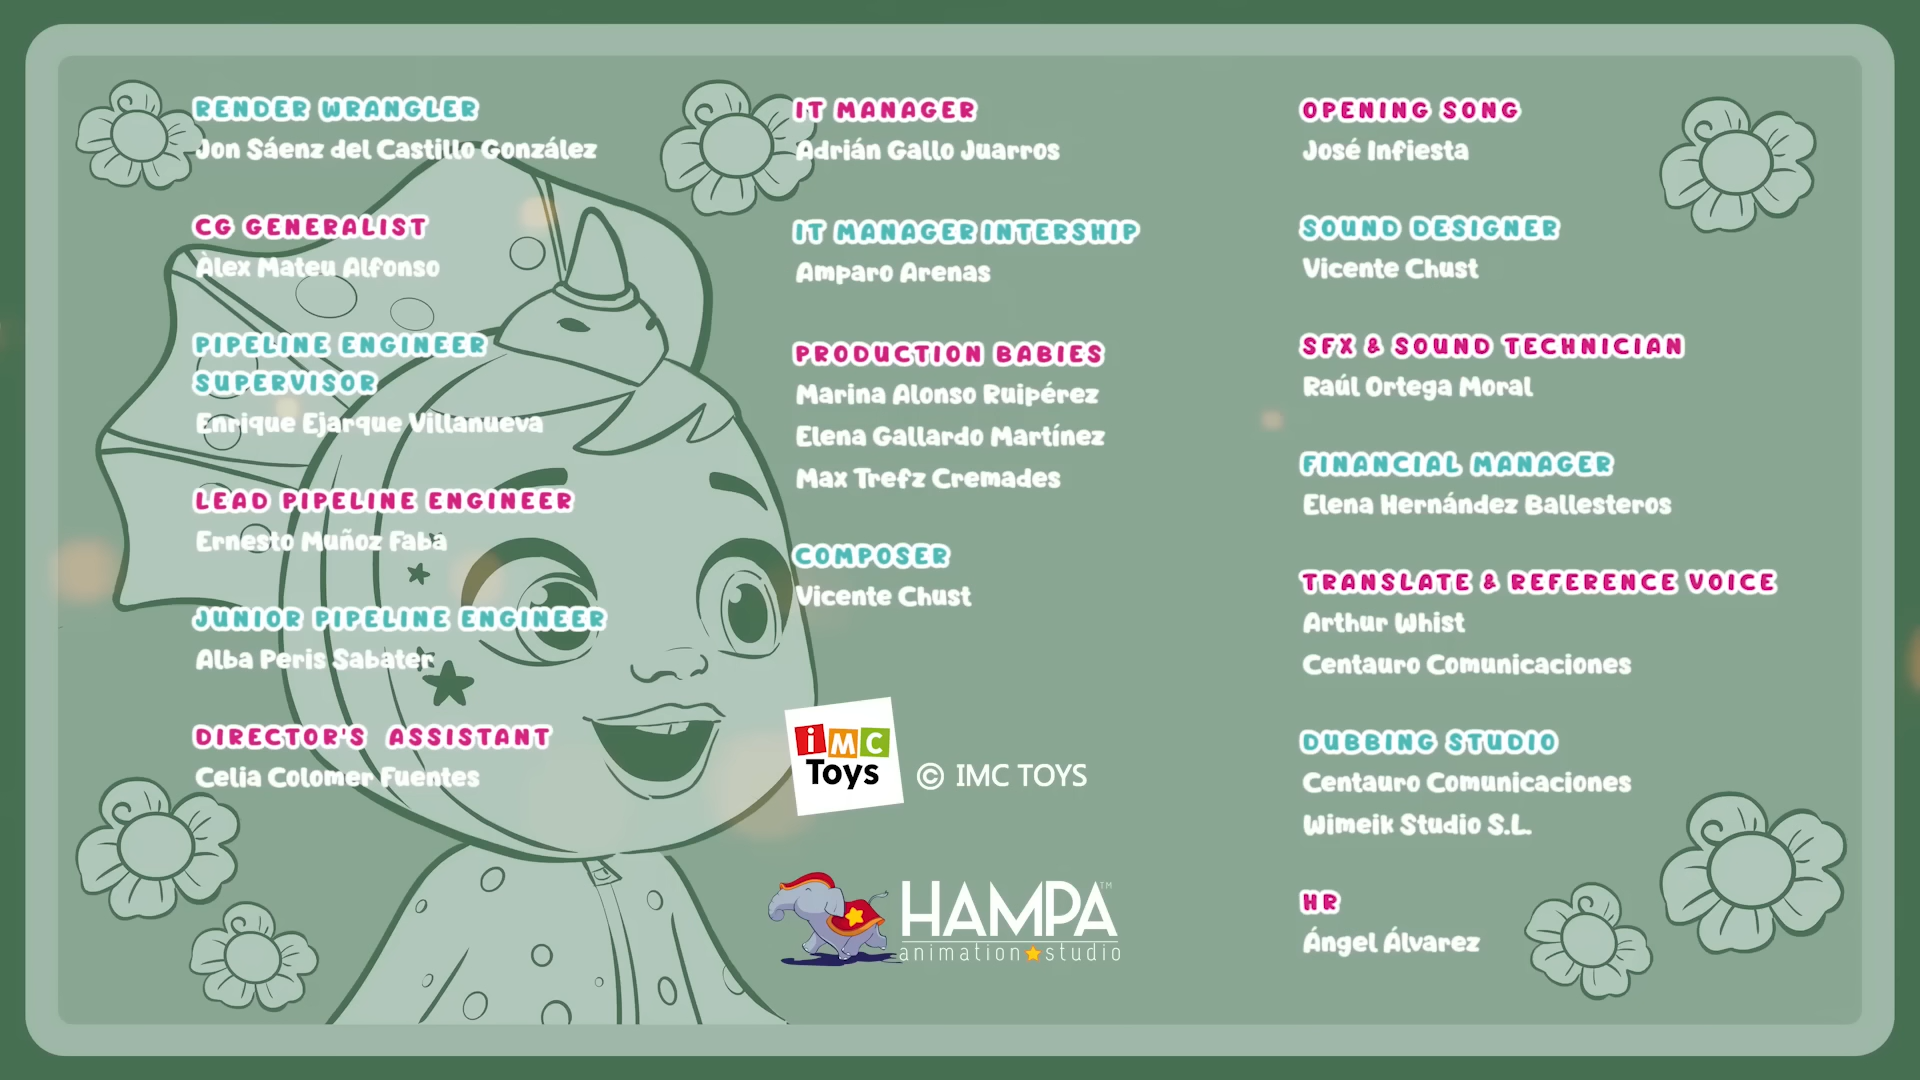 RENDER WRANGLER
Jon Sáenz del Castillo González
CG GENERALIST
Àlex Mateu Alfonso
PIPELINE ENGINEER
SUPERVISOR
Enrique Ejarque Villanueva
LEAD PIPELINE ENGINEER
Ernesto Muñoz Faba
JUNIOR PIPELINE ENGINEER
Alba Peris Sabater
DIRECTOR'S ASSISTANT
Celia Colomer Fuentes
IT MANAGER
Adrián Gallo Juarros
IT MANAGER INTERSHIP
Amparo Arenas
PRODUCTION BABIES
Marina Alonso Ruipérez
Elena Gallardo Martínez
Max Trefz Cremades
COMPOSER
Vicente Chust
iMC
Toys
© IMC TOYS
HAMPA™
animation studio
OPENING SONG
José Infiesta
SOUND DESIGNER
Vicente Chust
SFX & SOUND TECHNICIAN
Raúl Ortega Moral
FINANCIAL MANAGER
Elena Hernández Ballesteros
TRANSLATE & REFERENCE VOICE
Arthur Whist
Centauro Comunicaciones
DUBBING STUDIO
Centauro Comunicaciones
Wimeik Studio S.L.
HR
Ángel Álvarez